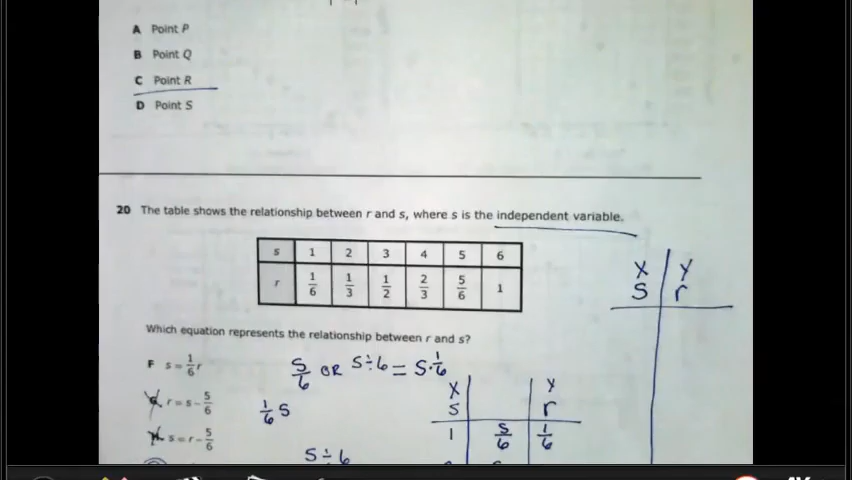 A Point P
B Point Q
C Point R
D Point S
20 The table shows the relationship between r and s, where s is the independent variable.
s 1 2 3 4 5 6
r 1/6 1/3 1/2 2/3 5/6 1
X Y
S r
Which equation represents the relationship between r and s?
F s = 1/6 r
r = s - 5/6
s = r - 5/6
S/6 OR S÷6 = S·1/6
1/6 S
S÷6
X Y
S r
1 S/6 1/6